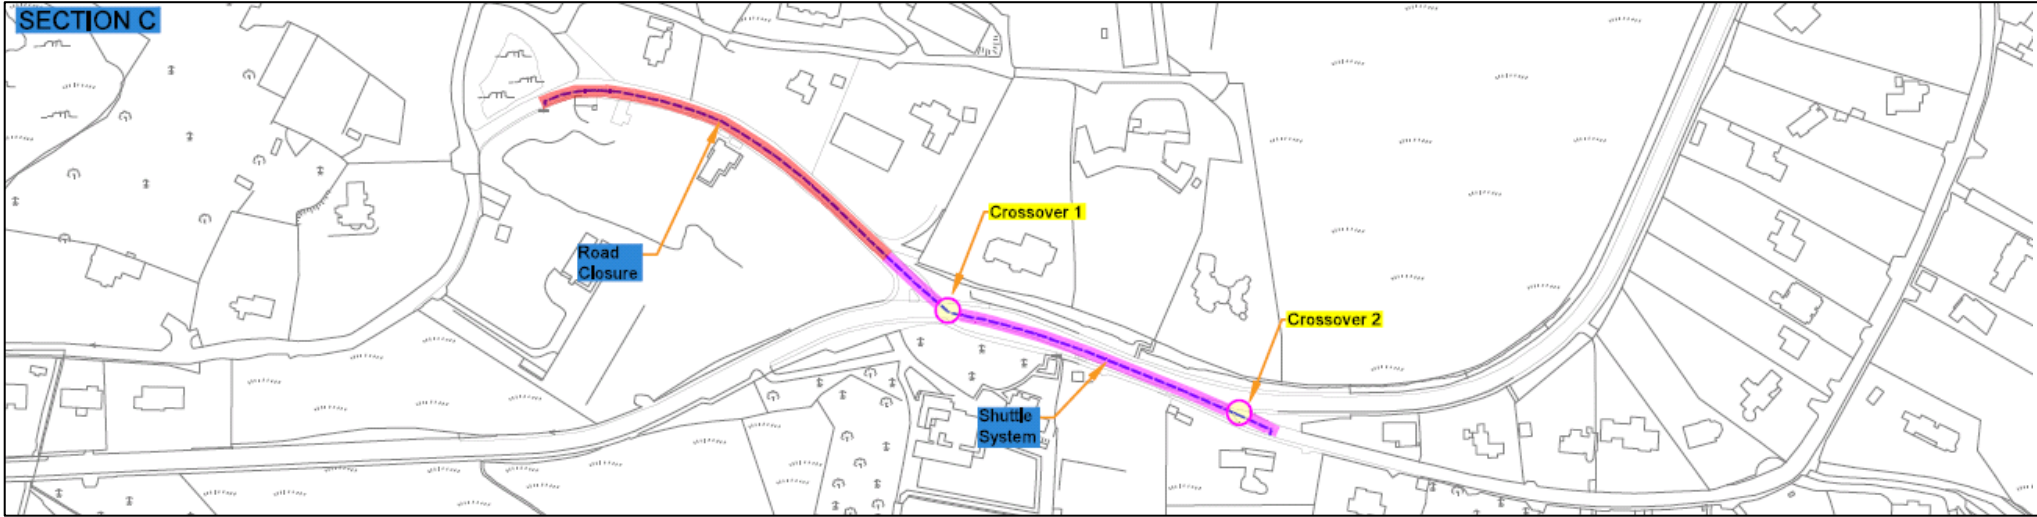 SECTION C
Crossover 1
Road
Closure
Crossover 2
Shuttle
System